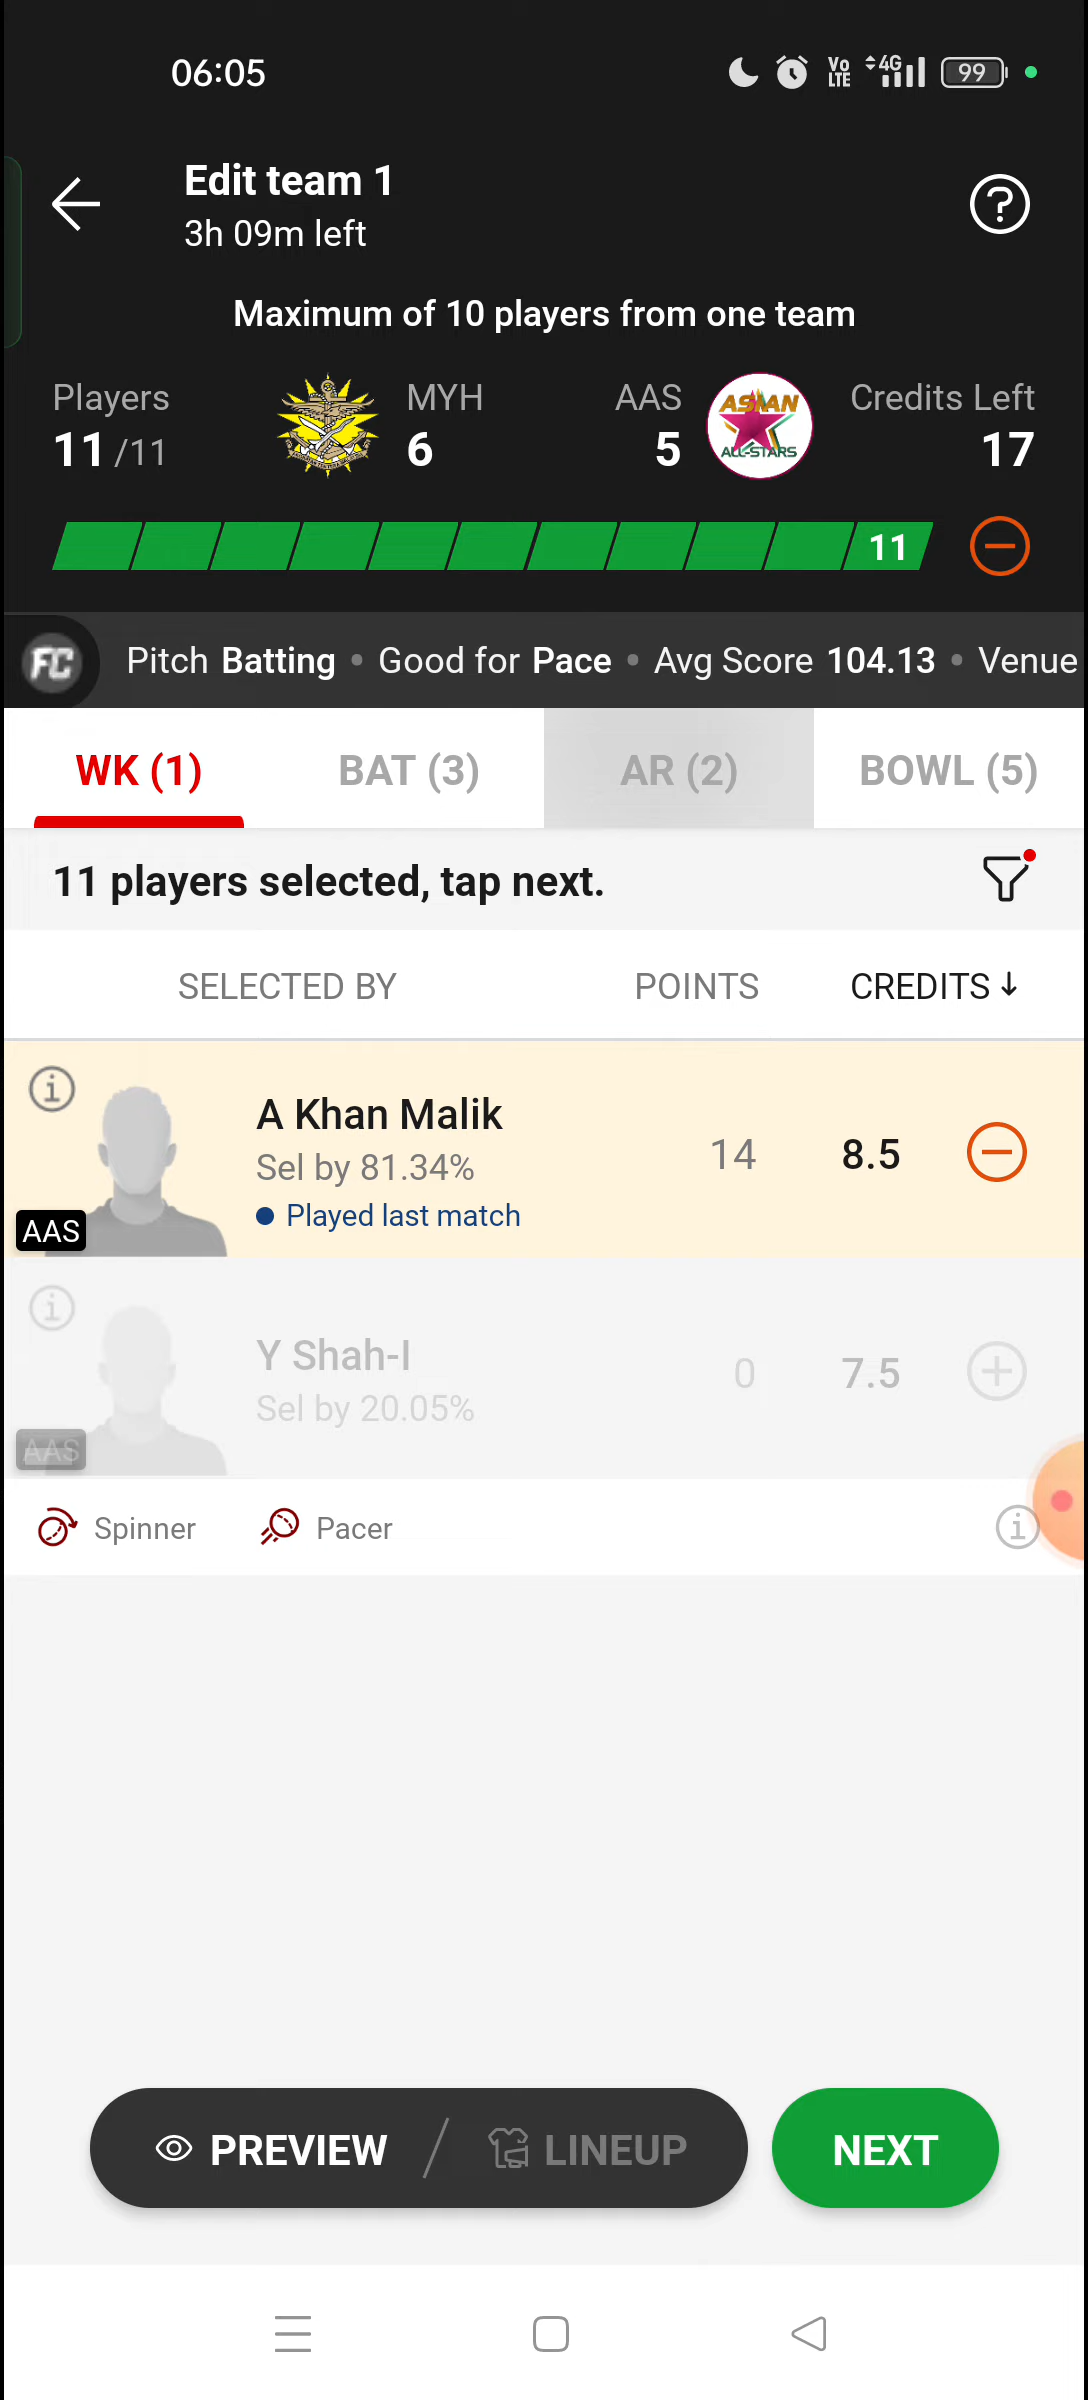 06:05
Vo LTE 4G 99
Edit team 1
3h 09m left
Maximum of 10 players from one team
Players MYH AAS Credits Left
11 /11 6 5 17
ASIAN
ALL-STARS
11
FC Pitch Batting • Good for Pace • Avg Score 104.13 • Venue
WK (1) BAT (3) AR (2) BOWL (5)
11 players selected, tap next.
SELECTED BY POINTS CREDITS ↓
A Khan Malik
Sel by 81.34% 14 8.5
Played last match
AAS
Y Shah-I
Sel by 20.05% 0 7.5
AAS
Spinner Pacer
PREVIEW / LINEUP NEXT